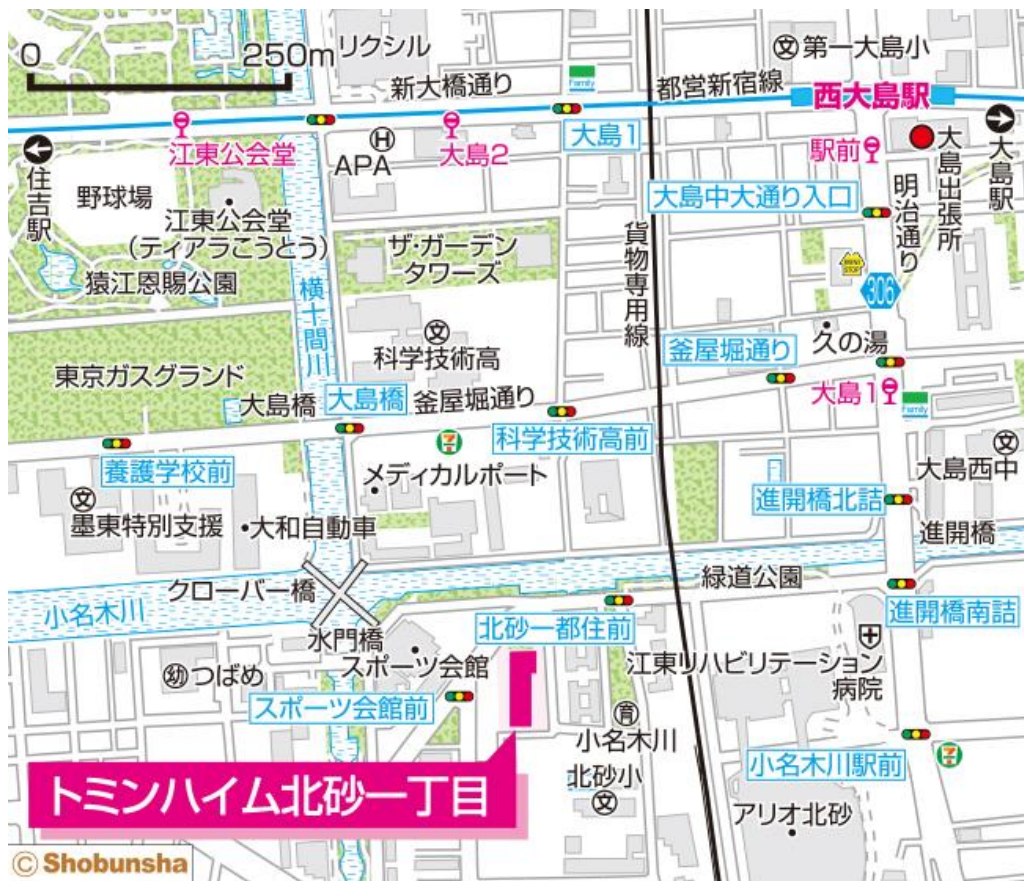 0 250m
リクシル
新大橋通り
Family
都営新宿線
文 第一大島小
西大島駅
江東公会堂
H
APA
大島2
大島1
駅前
大島出張所
大島駅
住吉駅
野球場
江東公会堂
(ティアラこうとう)
猿江恩賜公園
ザ・ガーデン
タワーズ
大島中大通り入口
明治通り
貨物専用線
横十間川
MINI
STOP
306
文
科学技術高
釜屋堀通り
久の湯
東京ガスグランド
大島橋
大島橋
釜屋堀通り
大島1
Family
養護学校前
7
科学技術高前
文
大島西中
メディカルポート
進開橋北詰
文
墨東特別支援
大和自動車
進開橋
クローバー橋
緑道公園
小名木川
進開橋南詰
水門橋
北砂一都住前
スポーツ会館
江東リハビリテーション
病院
幼 つばめ
スポーツ会館前
育
小名木川
小名木川駅前
7
トミンハイム北砂一丁目
北砂小
文
アリオ北砂
© Shobunsha